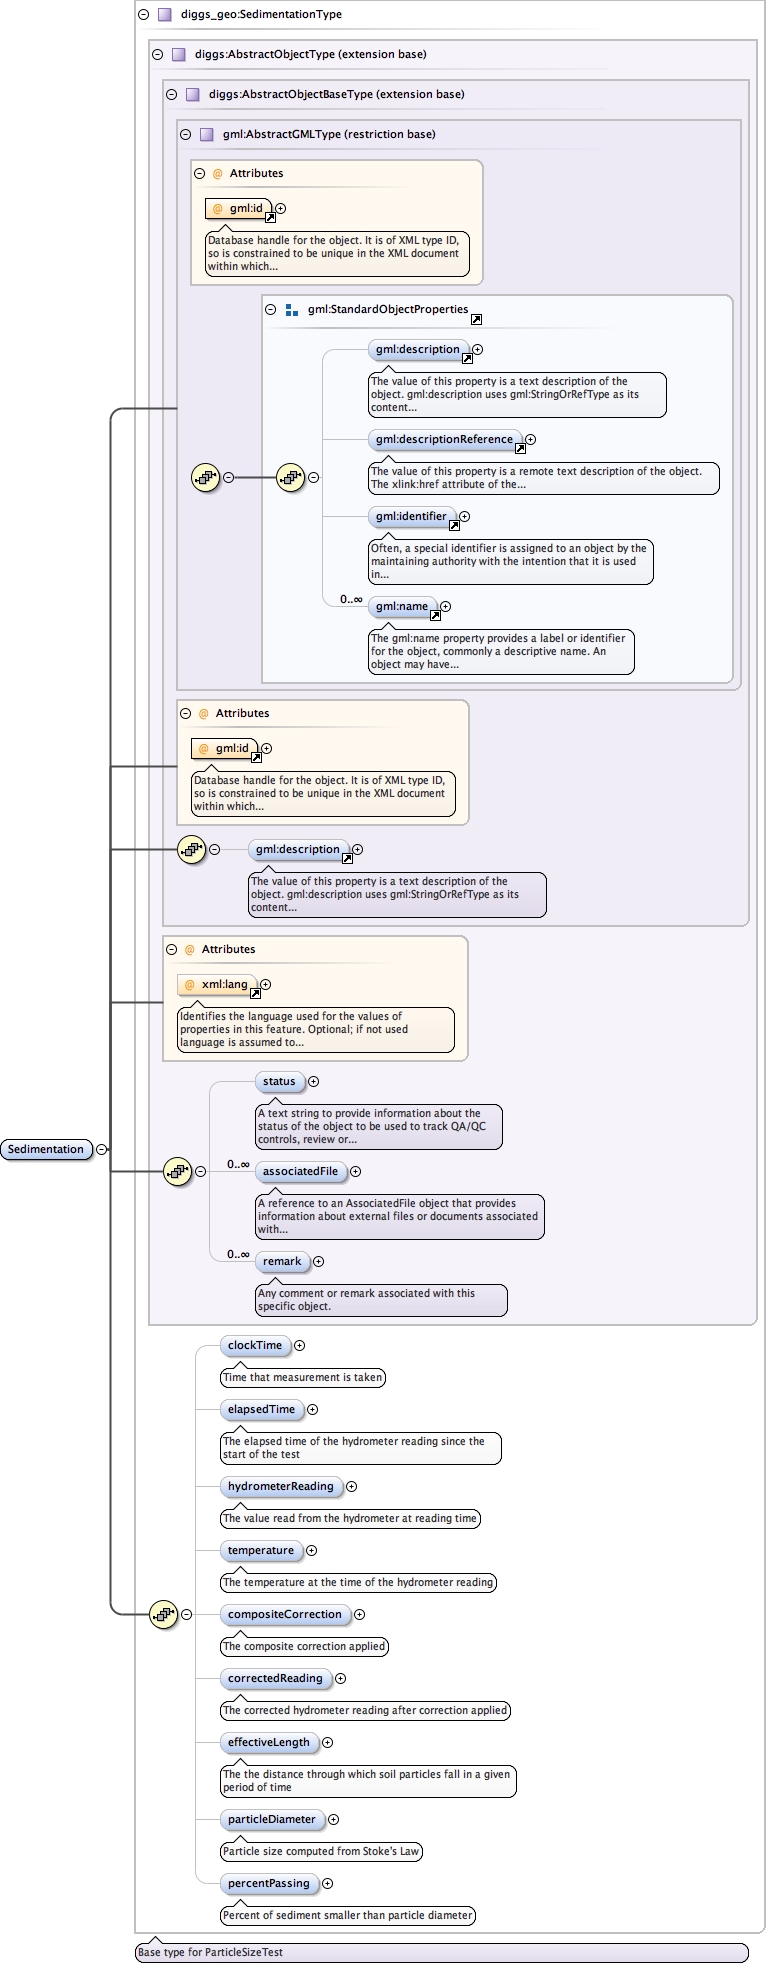 diggs_geo:SedimentationType
diggs:AbstractObjectType (extension base)
diggs:AbstractObjectBaseType (extension base)
gml:AbstractGMLType (restriction base)
@ Attributes
@ gml:id
Database handle for the object. It is of XML type ID,
so is constrained to be unique in the XML document
within which...
gml:StandardObjectProperties
gml:description
The value of this property is a text description of the
object. gml:description uses gml:StringOrRefType as its
content...
gml:descriptionReference
The value of this property is a remote text description of the object.
The xlink:href attribute of the...
gml:identifier
Often, a special identifier is assigned to an object by the
maintaining authority with the intention that it is used
in...
0..∞ gml:name
The gml:name property provides a label or identifier
for the object, commonly a descriptive name. An
object may have...
@ Attributes
@ gml:id
Database handle for the object. It is of XML type ID,
so is constrained to be unique in the XML document
within which...
gml:description
The value of this property is a text description of the
object. gml:description uses gml:StringOrRefType as its
content...
@ Attributes
@ xml:lang
Identifies the language used for the values of
properties in this feature. Optional; if not used
language is assumed to...
status
A text string to provide information about the
status of the object to be used to track QA/QC
controls, review or...
Sedimentation
0..∞ associatedFile
A reference to an AssociatedFile object that provides
information about external files or documents associated
with...
0..∞ remark
Any comment or remark associated with this
specific object.
clockTime
Time that measurement is taken
elapsedTime
The elapsed time of the hydrometer reading since the
start of the test
hydrometerReading
The value read from the hydrometer at reading time
temperature
The temperature at the time of the hydrometer reading
compositeCorrection
The composite correction applied
correctedReading
The corrected hydrometer reading after correction applied
effectiveLength
The the distance through which soil particles fall in a given
period of time
particleDiameter
Particle size computed from Stoke's Law
percentPassing
Percent of sediment smaller than particle diameter
Base type for ParticleSizeTest